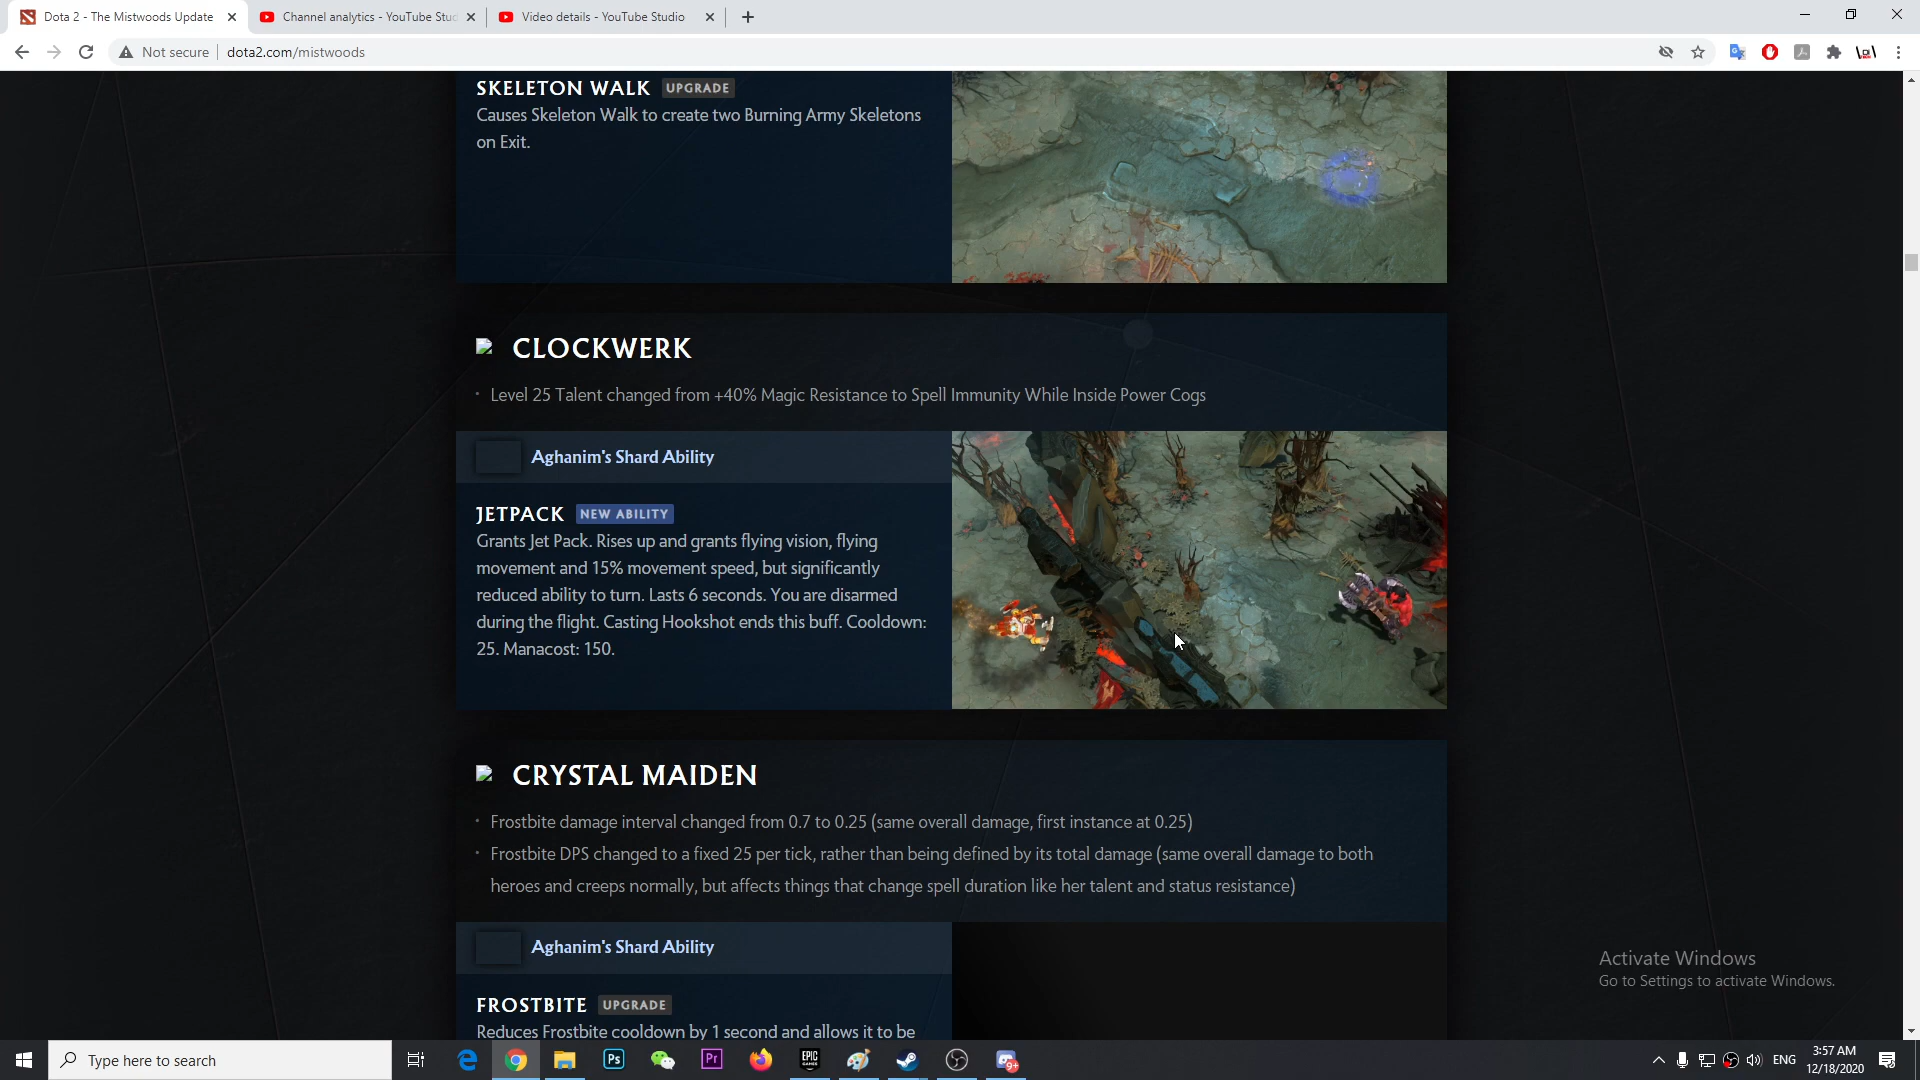 Dota 2 - The Mistwoods Update
Channel analytics - YouTube Stud
Video details - YouTube Studio
Not secure
dota2.com/mistwoods
SKELETON WALK UPGRADE
Causes Skeleton Walk to create two Burning Army Skeletons
on Exit.
CLOCKWERK
Level 25 Talent changed from +40% Magic Resistance to Spell Immunity While Inside Power Cogs
Aghanim's Shard Ability
JETPACK NEW ABILITY
Grants Jet Pack. Rises up and grants flying vision, flying
movement and 15% movement speed, but significantly
reduced ability to turn. Lasts 6 seconds. You are disarmed
during the flight. Casting Hookshot ends this buff. Cooldown:
25. Manacost: 150.
CRYSTAL MAIDEN
Frostbite damage interval changed from 0.7 to 0.25 (same overall damage, first instance at 0.25)
Frostbite DPS changed to a fixed 25 per tick, rather than being defined by its total damage (same overall damage to both
heroes and creeps normally, but affects things that change spell duration like her talent and status resistance)
Aghanim's Shard Ability
FROSTBITE UPGRADE
Reduces Frostbite cooldown by 1 second and allows it to be
Activate Windows
Go to Settings to activate Windows.
Type here to search
Ps
Pr
EPIC
GAMES
9+
ENG
3:57 AM
12/18/2020